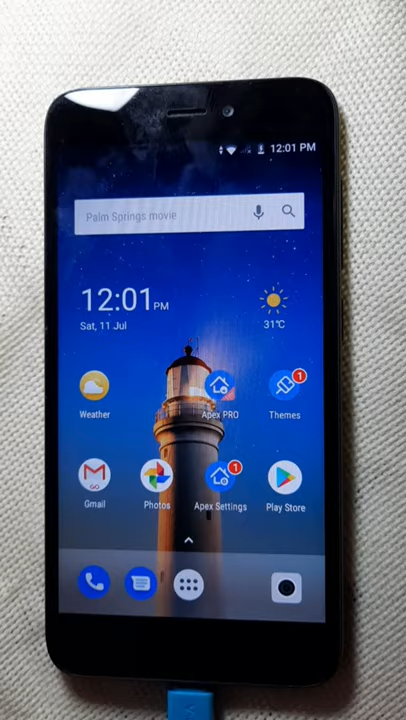 12:01 PM
Palm Springs movie
12:01 PM
Sat, 11 Jul
31°C
Weather
Apex PRO
1
Themes
GO
Gmail
Photos
1
Apex Settings
Play Store